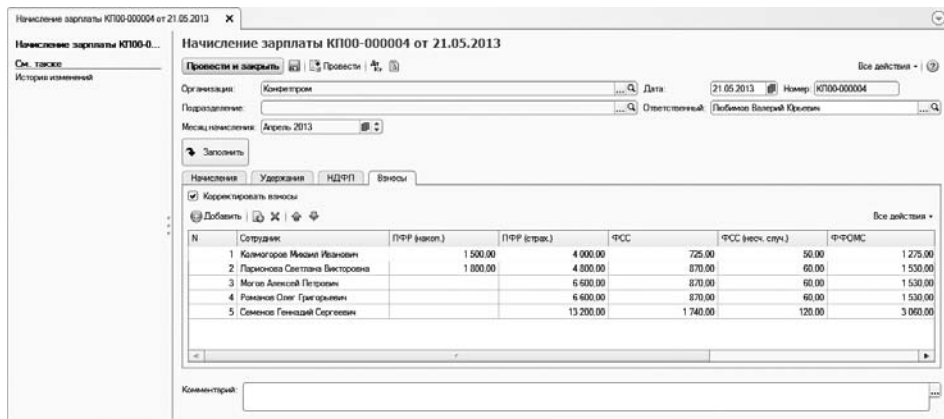 Начисление зарплаты КП00-000004 от 21.05.2013 X
Начисление зарплаты КП00-0...
См. также
История изменений
Начисление зарплаты КП00-000004 от 21.05.2013
Провести и закрыть Провести Дт Кт Все действия
Организация: Конфетпром ... Дата: 21.05.2013 Номер: КП00-000004
Подразделение: ... Ответственный: Любимов Валерий Юрьевич ...
Месяц начисления: Апрель 2013
Заполнить
Начисления Удержания НДФЛ Взносы
Корректировать взносы
Добавить Все действия
N Сотрудник ПФР (накоп.) ПФР (страх.) ФСС ФСС (несч. случ.) ФФОМС
1 Колмогоров Михаил Иванович 1 500,00 4 000,00 725,00 50,00 1 275,00
2 Ларионова Светлана Викторовна 1 800,00 4 800,00 870,00 60,00 1 530,00
3 Могов Алексей Петрович 6 600,00 870,00 60,00 1 530,00
4 Романов Олег Григорьевич 6 600,00 870,00 60,00 1 530,00
5 Семенов Геннадий Сергеевич 13 200,00 1 740,00 120,00 3 060,00
Комментарий: ...